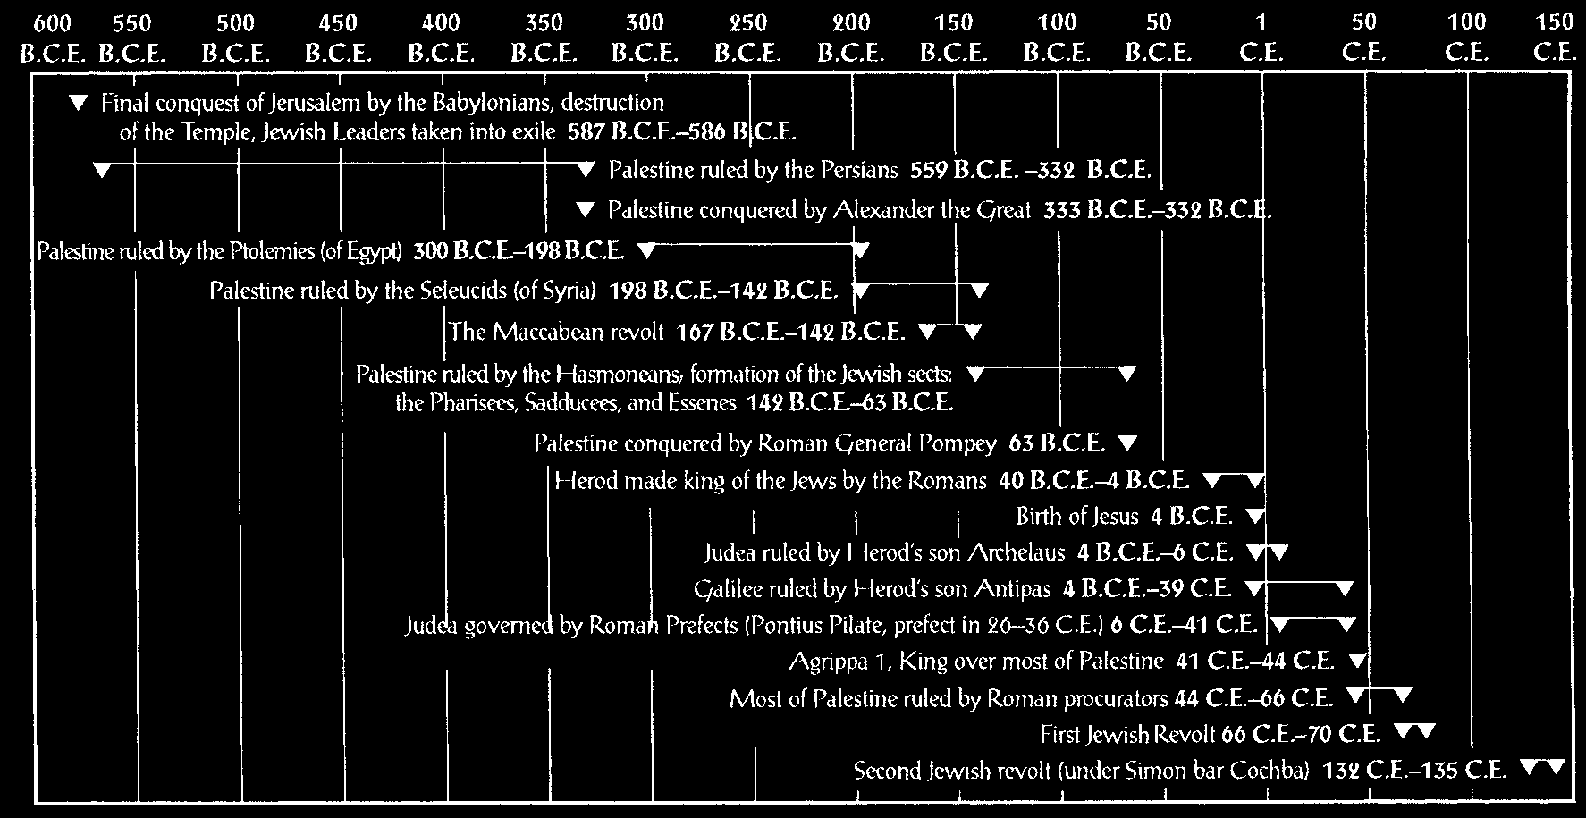 600 550 500 450 400 350 300 250 200 150 100 50 1 50 100 150
B.C.E. B.C.E. B.C.E. B.C.E. B.C.E. B.C.E. B.C.E. B.C.E. B.C.E. B.C.E. B.C.E. B.C.E. C.E. C.E. C.E. C.E.
Final conquest of Jerusalem by the Babylonians, destruction
of the Temple, Jewish Leaders taken into exile 587 B.C.E.–586 B.C.E.
Palestine ruled by the Persians 559 B.C.E. –332 B.C.E.
Palestine conquered by Alexander the Great 333 B.C.E.–332 B.C.E.
Palestine ruled by the Ptolemies (of Egypt) 300 B.C.E.–198 B.C.E.
Palestine ruled by the Seleucids (of Syria) 198 B.C.E.–142 B.C.E.
The Maccabean revolt 167 B.C.E.–142 B.C.E.
Palestine ruled by the Hasmoneans; formation of the Jewish sects:
the Pharisees, Sadducees, and Essenes 142 B.C.E.–63 B.C.E.
Palestine conquered by Roman General Pompey 63 B.C.E.
Herod made king of the Jews by the Romans 40 B.C.E.–4 B.C.E.
Birth of Jesus 4 B.C.E.
Judea ruled by Herod's son Archelaus 4 B.C.E.–6 C.E.
Galilee ruled by Herod's son Antipas 4 B.C.E.–39 C.E.
Judea governed by Roman Prefects (Pontius Pilate, prefect in 26–36 C.E.) 6 C.E.–41 C.E.
Agrippa 1, King over most of Palestine 41 C.E.–44 C.E.
Most of Palestine ruled by Roman procurators 44 C.E.–66 C.E.
First Jewish Revolt 66 C.E.–70 C.E.
Second Jewish revolt (under Simon bar Cochba) 132 C.E.–135 C.E.